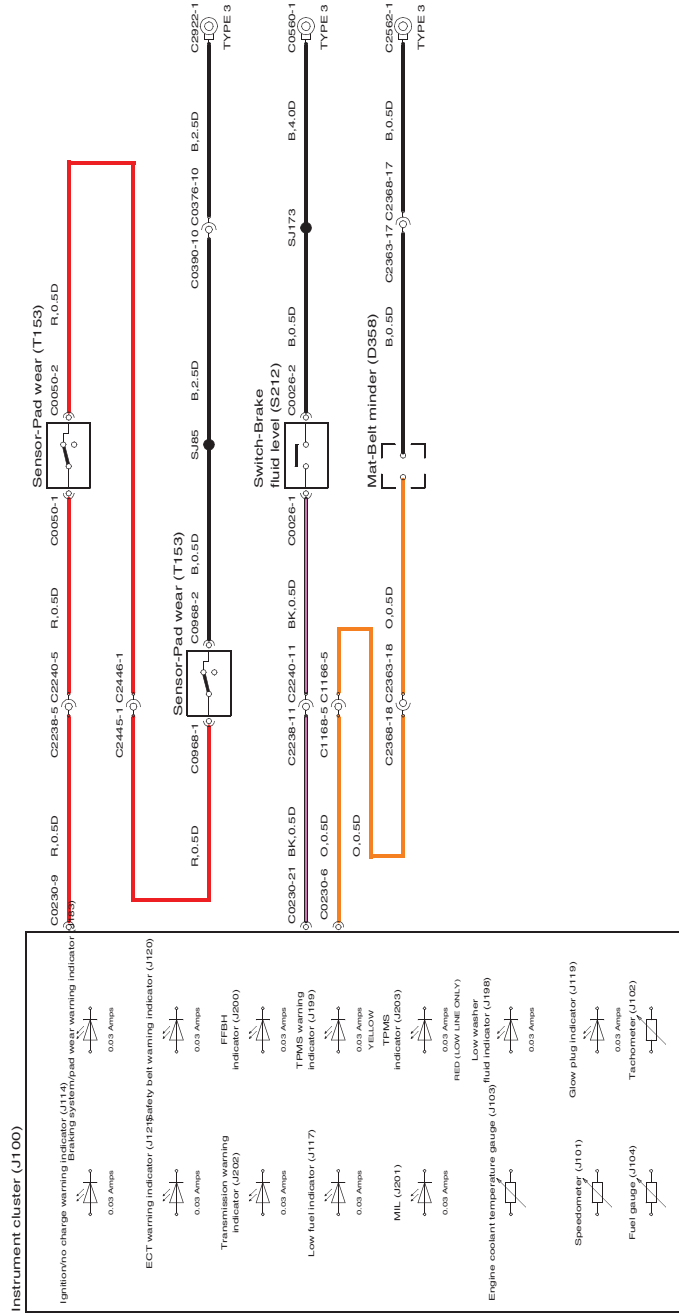 Instrument cluster (J100)
Ignition/no charge warning indicator (J114)
0.03 Amps
Braking system/pad wear warning indicator (J183)
0.03 Amps
ECT warning indicator (J121)
0.03 Amps
Safety belt warning indicator (J120)
0.03 Amps
Transmission warning
indicator (J202)
0.03 Amps
FFBH
indicator (J200)
0.03 Amps
Low fuel indicator (J117)
0.03 Amps
TPMS warning
indicator (J199)
0.03 Amps
YELLOW
MIL (J201)
0.03 Amps
TPMS
indicator (J203)
0.03 Amps
RED (LOW LINE ONLY)
Engine coolant temperature gauge (J103)
Low washer
fluid indicator (J198)
0.03 Amps
Speedometer (J101)
Glow plug indicator (J119)
0.03 Amps
Fuel gauge (J104)
Tachometer (J102)
C0230-9
R,0.5D
C2238-5
C2240-5
R,0.5D
C0050-1
Sensor-Pad wear (T153)
C0050-2
R,0.5D
C2445-1
C2446-1
R,0.5D
C0968-1
Sensor-Pad wear (T153)
C0968-2
B,0.5D
SJ85
B,2.5D
C0390-10
C0376-10
B,2.5D
C2922-1
TYPE 3
C0230-21
BK,0.5D
C2238-11
C2240-11
BK,0.5D
C0026-1
Switch-Brake
fluid level (S212)
C0026-2
B,0.5D
SJ173
B,4.0D
C0560-1
TYPE 3
C0230-6
O,0.5D
C1168-5
C1166-5
O,0.5D
C2368-18
C2363-18
O,0.5D
Mat-Belt minder (D358)
B,0.5D
C2363-17
C2368-17
B,0.5D
C2562-1
TYPE 3